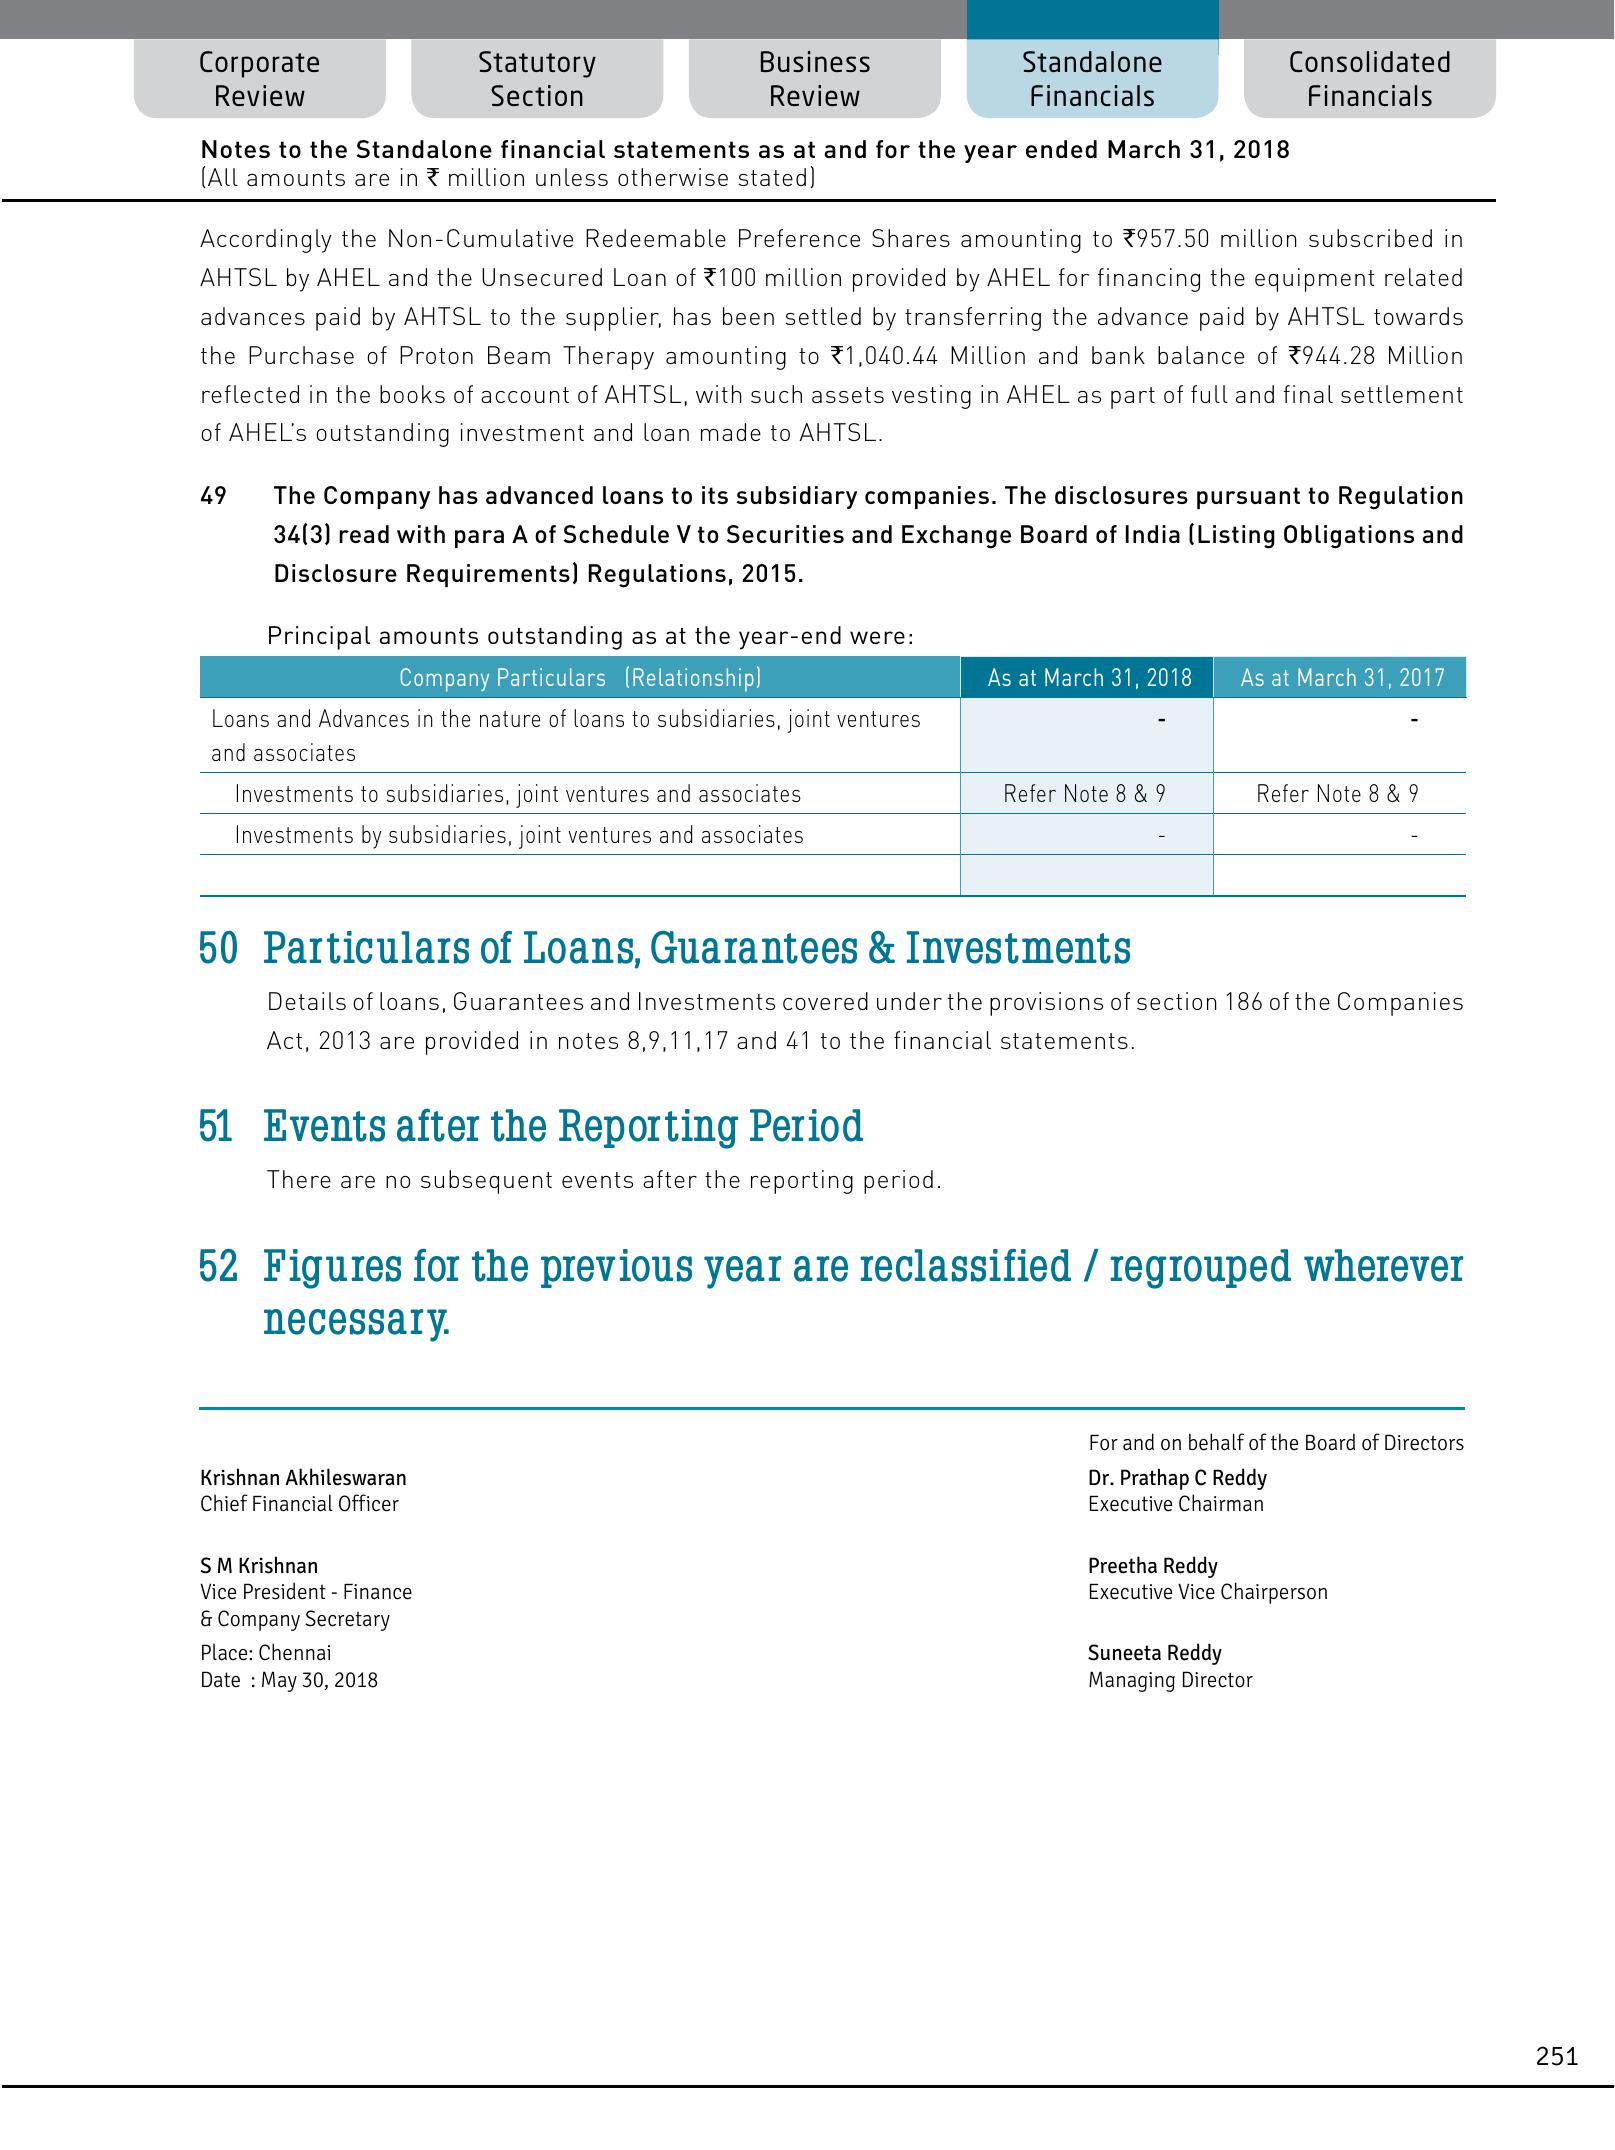 Corporate
Review
Statutory
Section
Business
Review
Standalone
Financials
Consolidated
Financials
Notes to the Standalone financial statements as at and for the year ended March 31, 2018
(All amounts are in ₹ million unless otherwise stated)
Accordingly the Non-Cumulative Redeemable Preference Shares amounting to ₹957.50 million subscribed in
AHTSL by AHEL and the Unsecured Loan of ₹100 million provided by AHEL for financing the equipment related
advances paid by AHTSL to the supplier, has been settled by transferring the advance paid by AHTSL towards
the Purchase of Proton Beam Therapy amounting to ₹1,040.44 Million and bank balance of ₹944.28 Million
reflected in the books of account of AHTSL, with such assets vesting in AHEL as part of full and final settlement
of AHEL’s outstanding investment and loan made to AHTSL.
49 The Company has advanced loans to its subsidiary companies. The disclosures pursuant to Regulation
34(3) read with para A of Schedule V to Securities and Exchange Board of India (Listing Obligations and
Disclosure Requirements) Regulations, 2015.
Principal amounts outstanding as at the year-end were:
Company Particulars (Relationship) As at March 31, 2018 As at March 31, 2017
Loans and Advances in the nature of loans to subsidiaries, joint ventures - -
and associates
Investments to subsidiaries, joint ventures and associates Refer Note 8 & 9 Refer Note 8 & 9
Investments by subsidiaries, joint ventures and associates - -
50 Particulars of Loans, Guarantees & Investments
Details of loans, Guarantees and Investments covered under the provisions of section 186 of the Companies
Act, 2013 are provided in notes 8,9,11,17 and 41 to the financial statements.
51 Events after the Reporting Period
There are no subsequent events after the reporting period.
52 Figures for the previous year are reclassified / regrouped wherever
necessary.
For and on behalf of the Board of Directors
Krishnan Akhileswaran Dr. Prathap C Reddy
Chief Financial Officer Executive Chairman
S M Krishnan Preetha Reddy
Vice President - Finance Executive Vice Chairperson
& Company Secretary
Place: Chennai Suneeta Reddy
Date : May 30, 2018 Managing Director
251